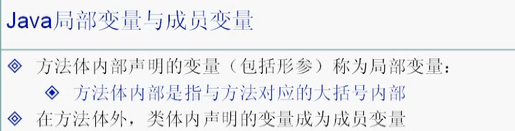 Java局部变量与成员变量
方法体内部声明的变量（包括形参）称为局部变量：
方法体内部是指与方法对应的大括号内部
在方法体外，类体内声明的变量成为成员变量